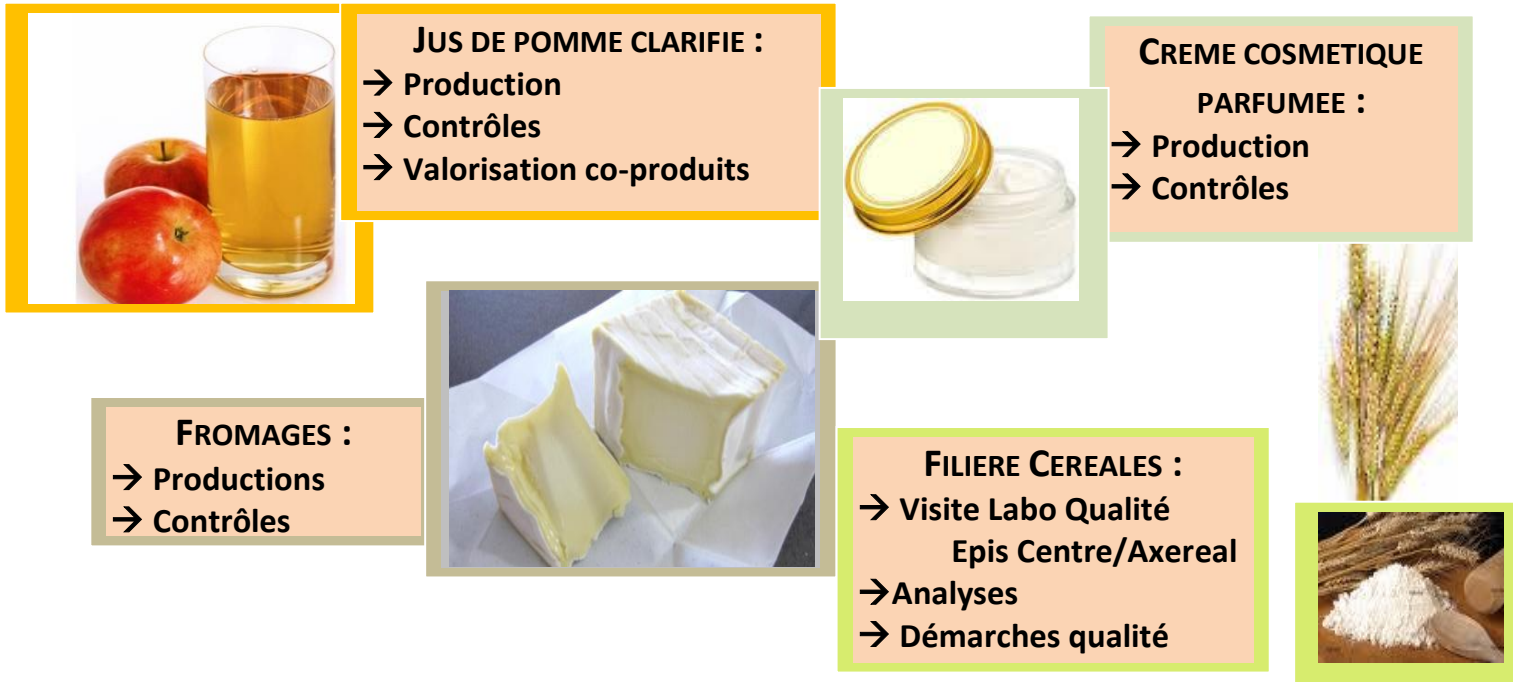 JUS DE POMME CLARIFIE :
→ Production
→ Contrôles
→ Valorisation co-produits
CREME COSMETIQUE
PARFUMEE :
→ Production
→ Contrôles
FROMAGES :
→ Productions
→ Contrôles
FILIERE CEREALES :
→ Visite Labo Qualité
Epis Centre/Axereal
→Analyses
→ Démarches qualité